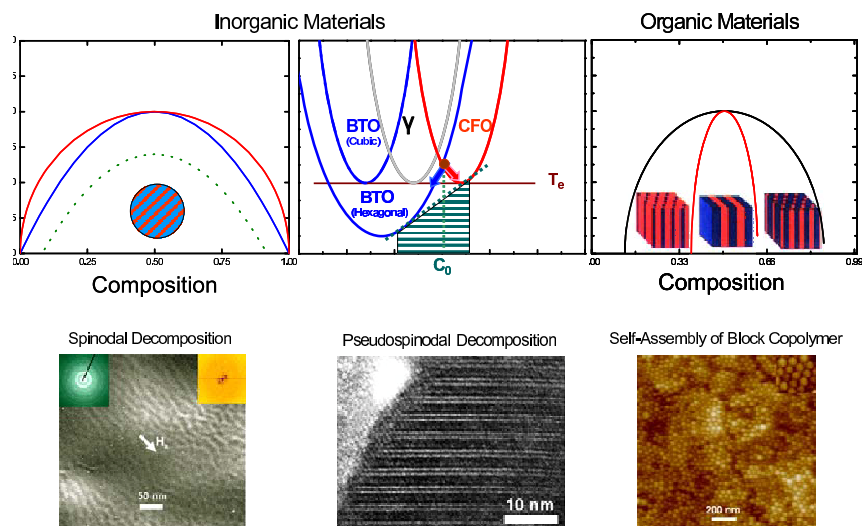 Inorganic Materials
Organic Materials
BTO
(Cubic)
γ
CFO
BTO
(Hexagonal)
Te
C0
0.00 0.25 0.50 0.75 1.00
Composition
.00 0.33 0.65 0.98
Composition
Spinodal Decomposition
Pseudospinodal Decomposition
Self-Assembly of Block Copolymer
50 nm
10 nm
200 nm